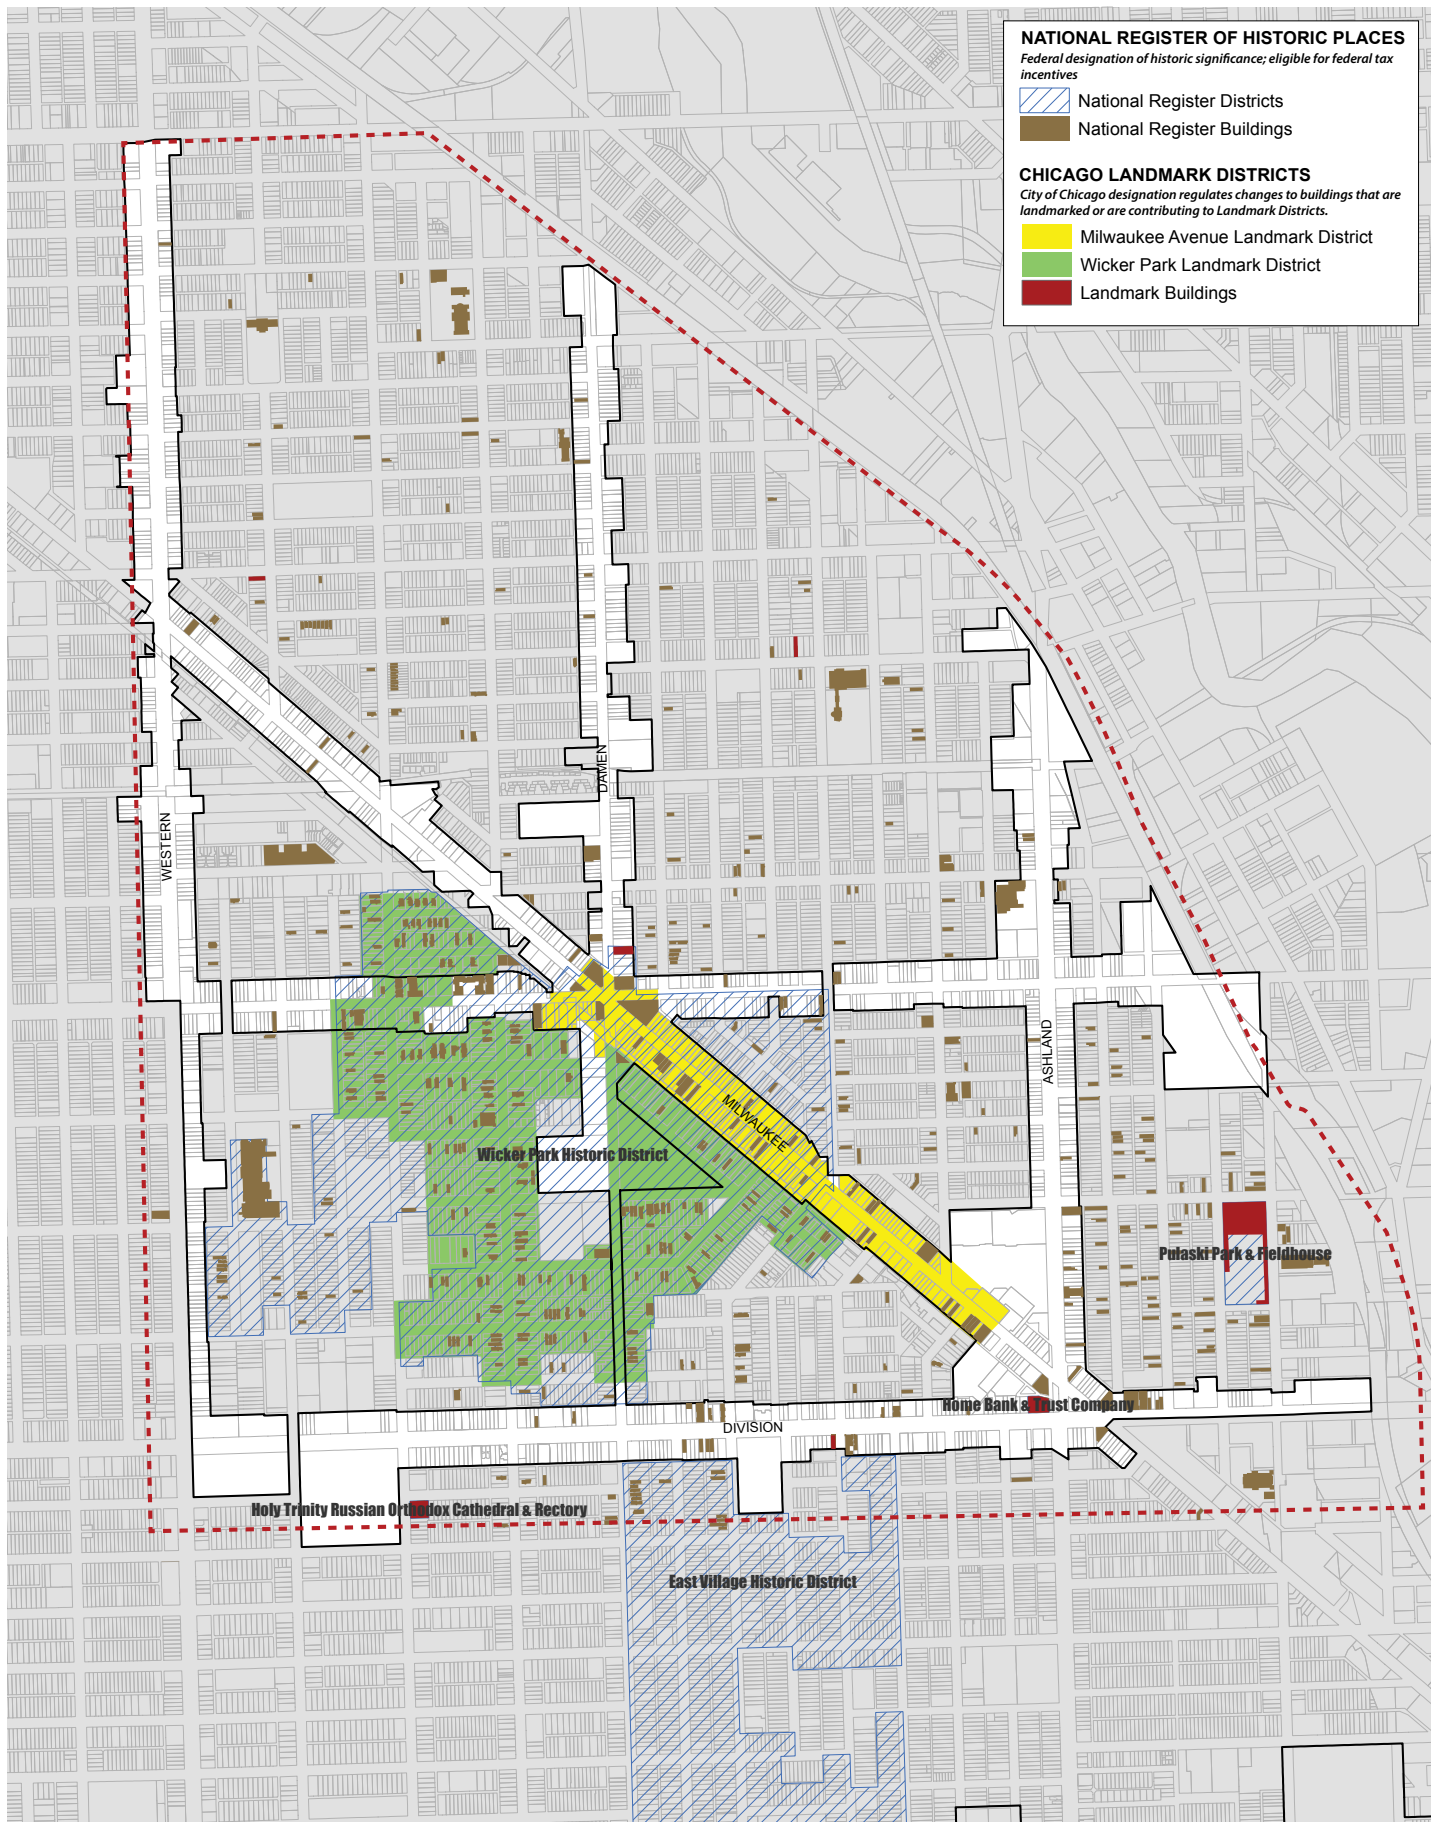 NATIONAL REGISTER OF HISTORIC PLACES
Federal designation of historic significance; eligible for federal tax
incentives
National Register Districts
National Register Buildings
CHICAGO LANDMARK DISTRICTS
City of Chicago designation regulates changes to buildings that are
landmarked or are contributing to Landmark Districts.
Milwaukee Avenue Landmark District
Wicker Park Landmark District
Landmark Buildings
DAMEN
WESTERN
ASHLAND
MILWAUKEE
Wicker Park Historic District
Pulaski Park & Fieldhouse
Home Bank & Trust Company
DIVISION
Holy Trinity Russian Orthodox Cathedral & Rectory
East Village Historic District